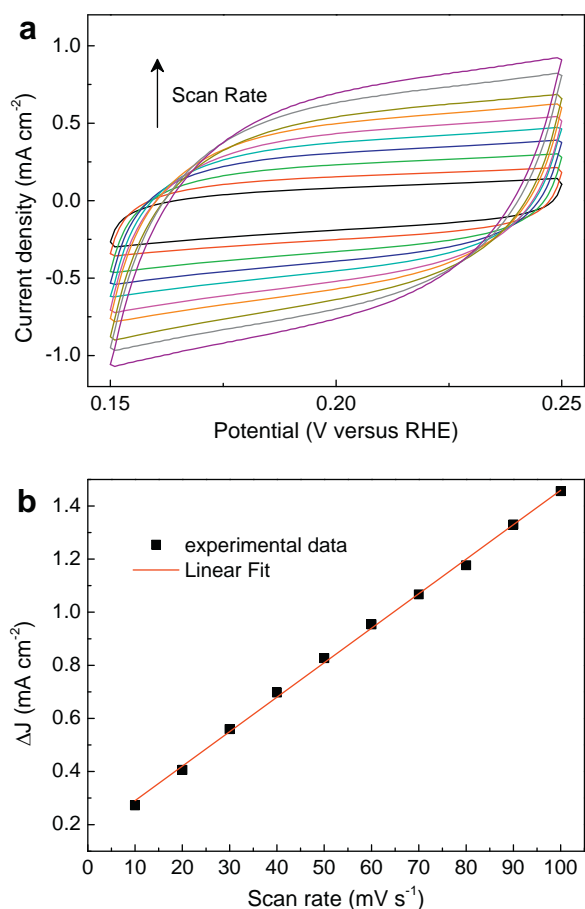 a
1.0
0.5
0.0
-0.5
-1.0
Current density (mA cm⁻²)
Scan Rate
0.15
0.20
0.25
Potential (V versus RHE)
b
1.4
1.2
1.0
0.8
0.6
0.4
0.2
ΔJ (mA cm⁻²)
experimental data
Linear Fit
0 10 20 30 40 50 60 70 80 90 100
Scan rate (mV s⁻¹)